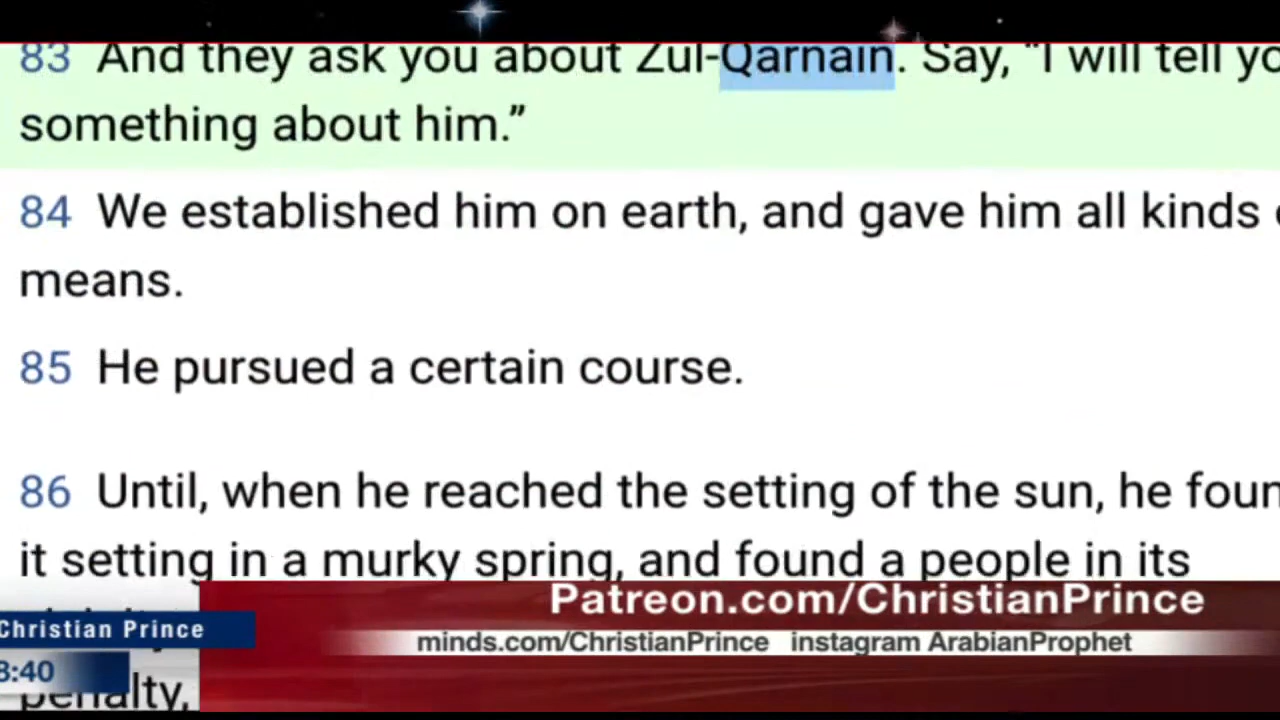 83 And they ask you about Zul-Qarnain. Say, “I will tell yo
something about him.”
84 We established him on earth, and gave him all kinds
means.
85 He pursued a certain course.
86 Until, when he reached the setting of the sun, he foun
it setting in a murky spring, and found a people in its
Patreon.com/ChristianPrince
Christian Prince
minds.com/ChristianPrince instagram ArabianProphet
8:40
penalty,